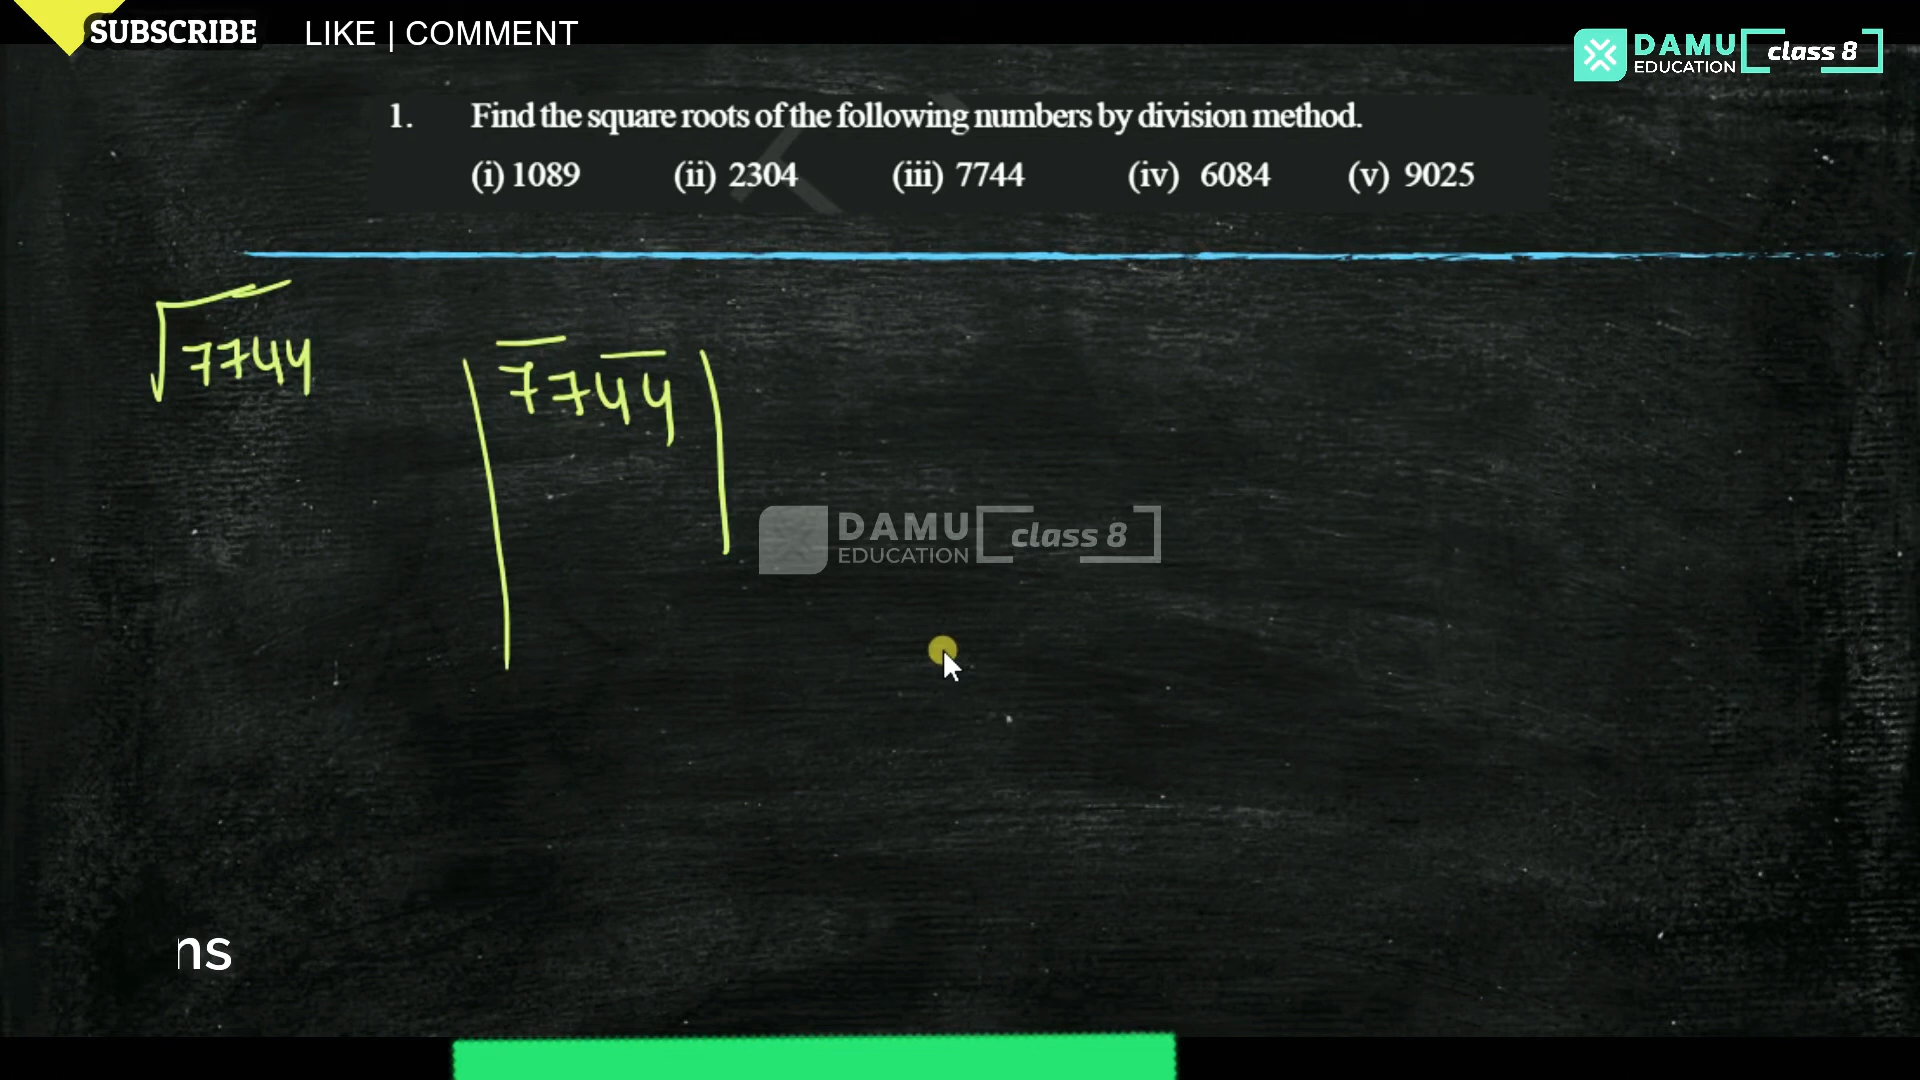 SUBSCRIBE LIKE | COMMENT
DAMU EDUCATION class 8
1. Find the square roots of the following numbers by division method.
(i) 1089 (ii) 2304 (iii) 7744 (iv) 6084 (v) 9025
√7744
7744
DAMU EDUCATION class 8
ns